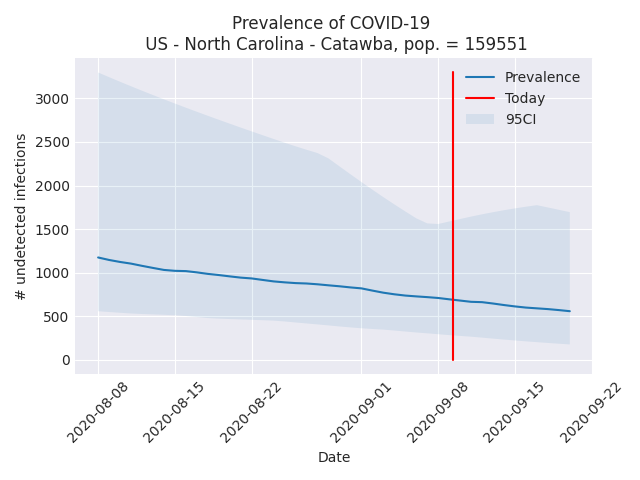 Prevalence of COVID-19
US - North Carolina - Catawba, pop. = 159551
Prevalence
Today
95CI
3000
2500
2000
1500
1000
500
0
# undetected infections
2020-08-08
2020-08-15
2020-08-22
2020-09-01
2020-09-08
2020-09-15
2020-09-22
Date